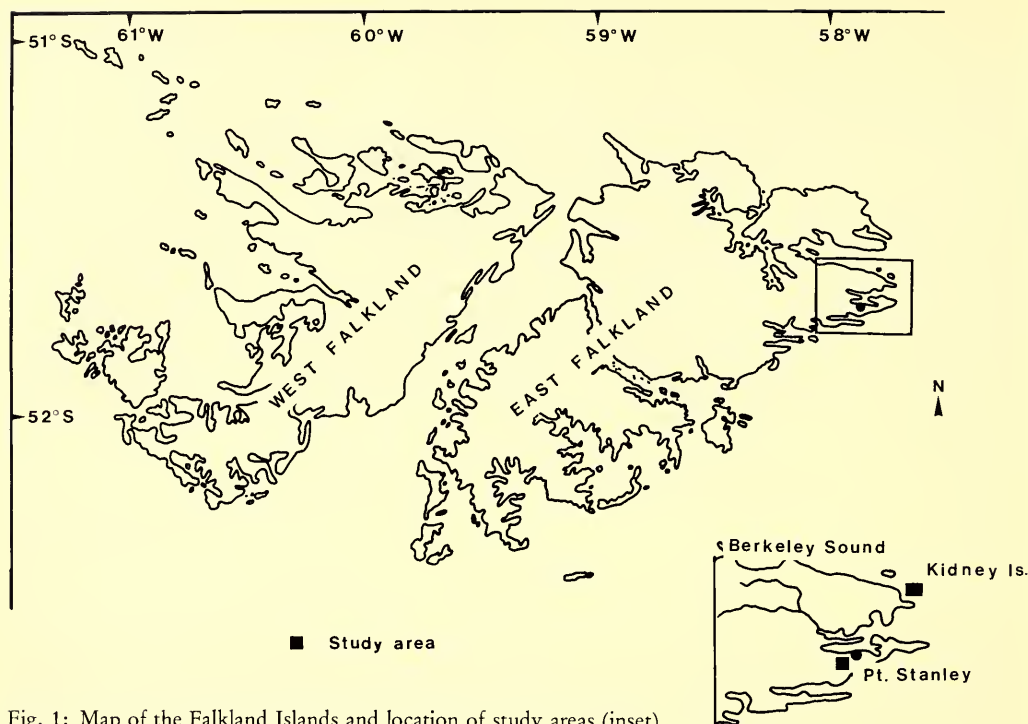 61°W
60°W
59°W
58°W
51°S
WEST FALKLAND
EAST FALKLAND
N
52°S
Berkeley Sound
Kidney Is.
Study area
Pt. Stanley
Fig. 1: Map of the Falkland Islands and location of study areas (inset)